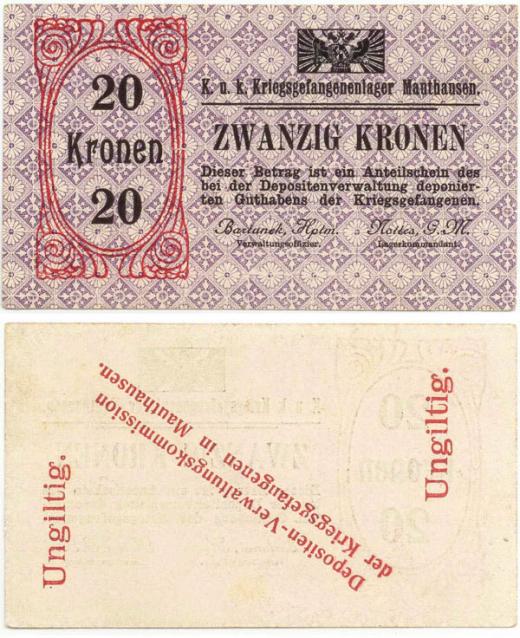 20
Kronen
20
K. u. k. Kriegsgefangenenlager Mauthausen.
ZWANZIG KRONEN
Dieser Betrag ist ein Anteilschein des
bei der Depositenverwaltung deponier-
ten Guthabens der Kriegsgefangenen.
Bartanek, Hptm. Nottes, G. M.
Verwaltungsoffizier. Lagerkommandant.
Ungiltig.
Depositen-Verwaltungskommission
der Kriegsgefangenen in Mauthausen.
Ungiltig.